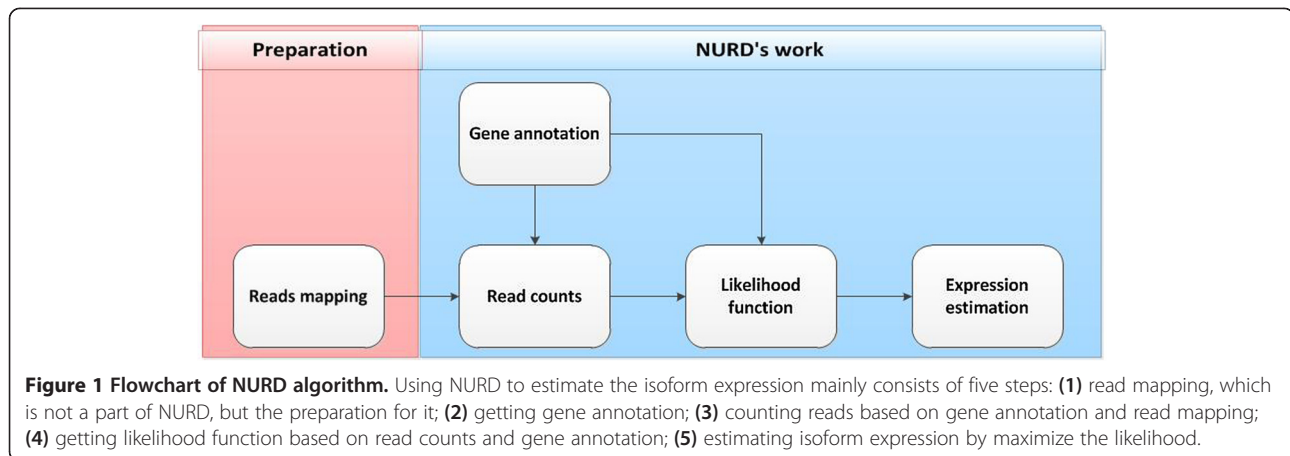 Preparation
NURD's work
Gene annotation
Reads mapping
Read counts
Likelihood
function
Expression
estimation
Figure 1 Flowchart of NURD algorithm. Using NURD to estimate the isoform expression mainly consists of five steps: (1) read mapping, which
is not a part of NURD, but the preparation for it; (2) getting gene annotation; (3) counting reads based on gene annotation and read mapping;
(4) getting likelihood function based on read counts and gene annotation; (5) estimating isoform expression by maximize the likelihood.